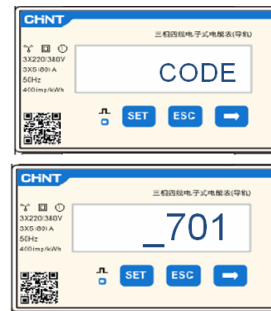 CHNT
三相四线电子式电能表(导轨)
3X220/380V
3X5(80)A
50Hz
400imp/kWh
CODE
SET ESC
CHNT
三相四线电子式电能表(导轨)
3X220/380V
3X5(80)A
50Hz
400imp/kWh
_701
SET ESC